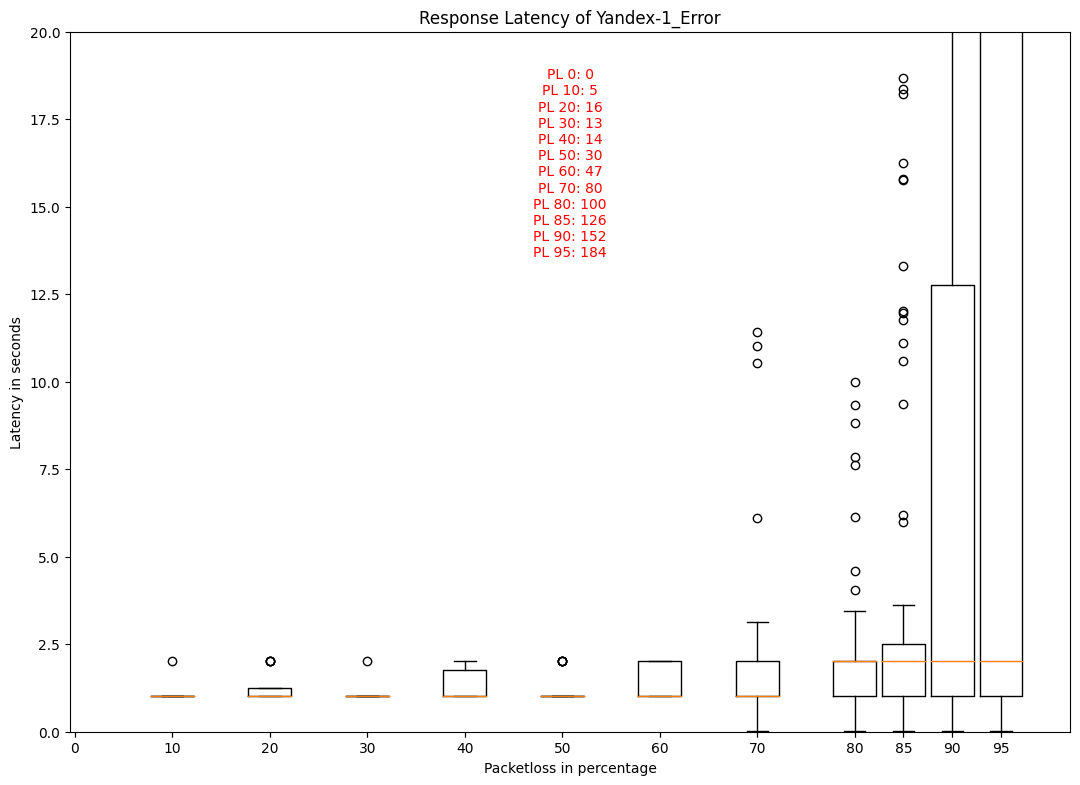 Response Latency of Yandex-1_Error
20.0
17.5
15.0
12.5
10.0
7.5
5.0
2.5
0.0
Latency in seconds
PL 0: 0
PL 10: 5
PL 20: 16
PL 30: 13
PL 40: 14
PL 50: 30
PL 60: 47
PL 70: 80
PL 80: 100
PL 85: 126
PL 90: 152
PL 95: 184
0 10 20 30 40 50 60 70 80 85 90 95
Packetloss in percentage